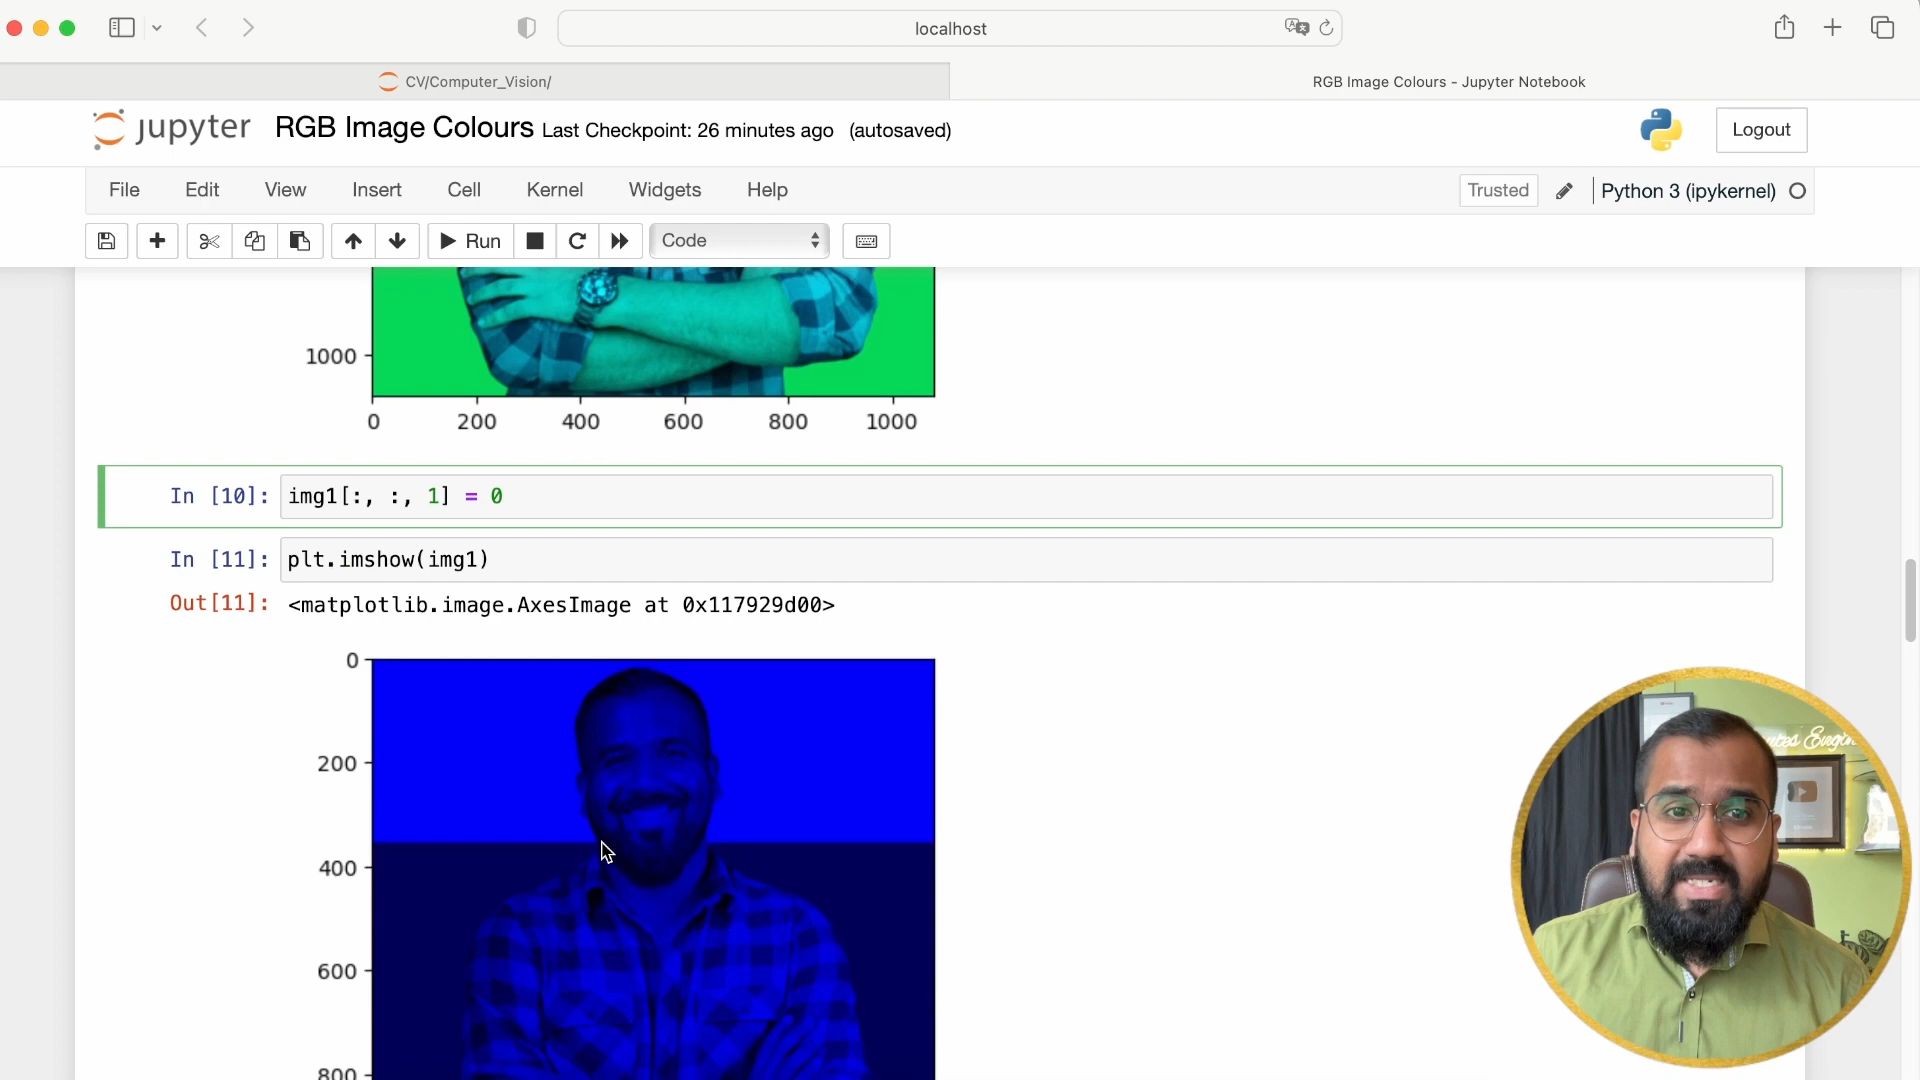 localhost
CV/Computer_Vision/
RGB Image Colours - Jupyter Notebook
jupyter RGB Image Colours Last Checkpoint: 26 minutes ago (autosaved)
Logout
File Edit View Insert Cell Kernel Widgets Help
Trusted Python 3 (ipykernel)
Run Code
1000
0 200 400 600 800 1000
In [10]: img1[:, :, 1] = 0
In [11]: plt.imshow(img1)
Out[11]: <matplotlib.image.AxesImage at 0x117929d00>
0
200
400
600
800